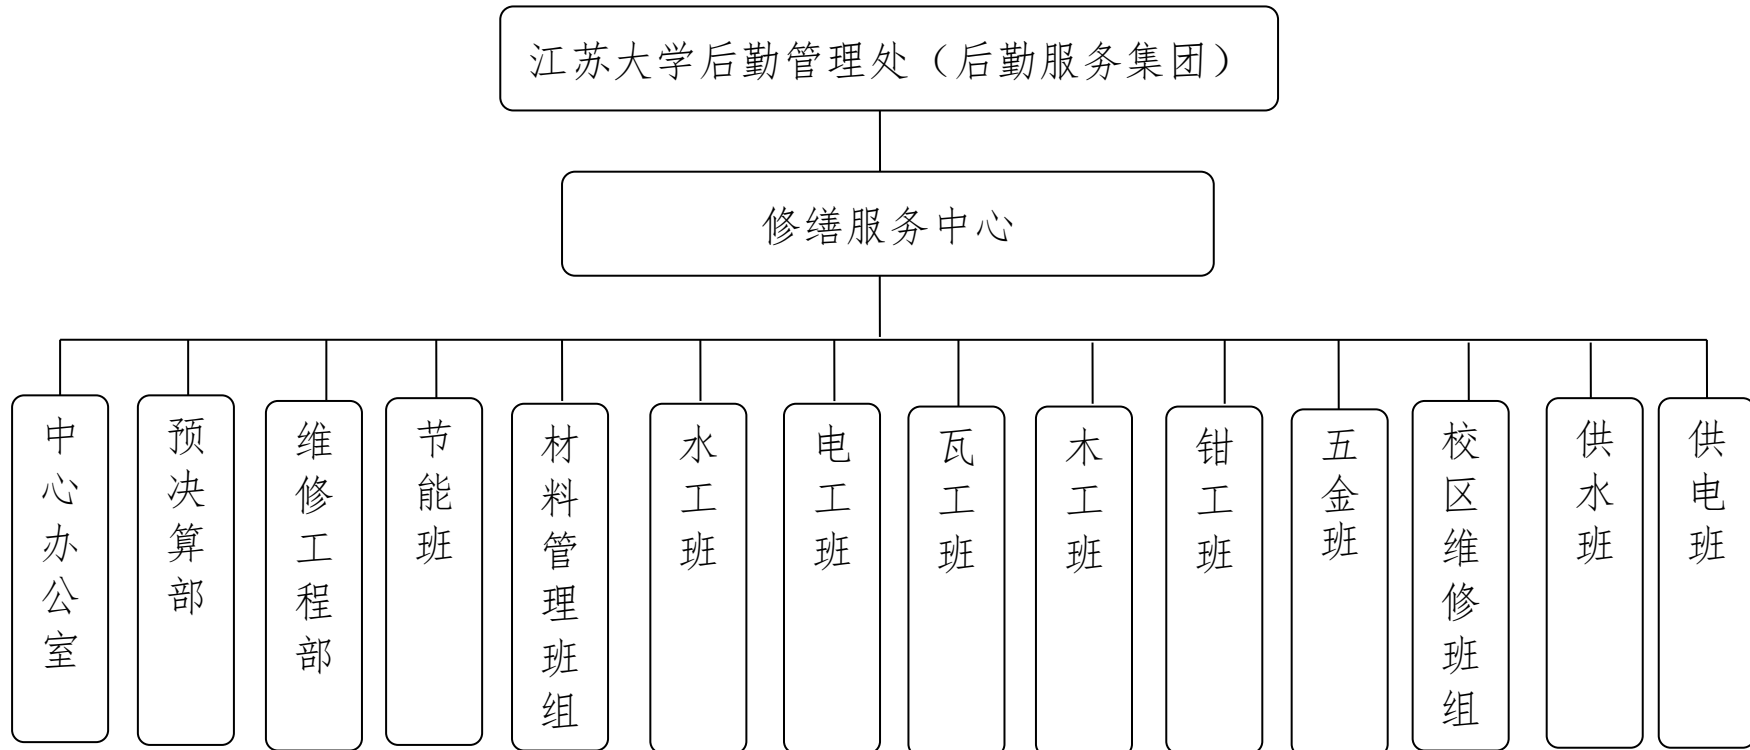 江苏大学后勤管理处（后勤服务集团）
修缮服务中心
中心办公室
预决算部
维修工程部
节能班
材料管理班组
水工班
电工班
瓦工班
木工班
钳工班
五金班
校区维修班组
供水班
供电班